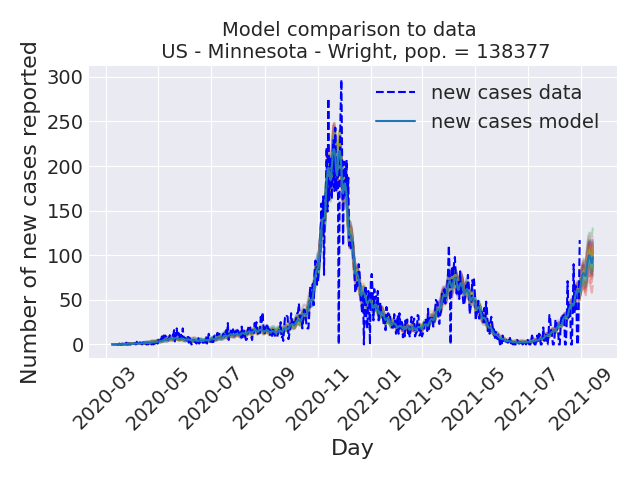 Model comparison to data
US - Minnesota - Wright, pop. = 138377
Number of new cases reported
300
250
200
150
100
50
0
new cases data
new cases model
2020-03
2020-05
2020-07
2020-09
2020-11
2021-01
2021-03
2021-05
2021-07
2021-09
Day